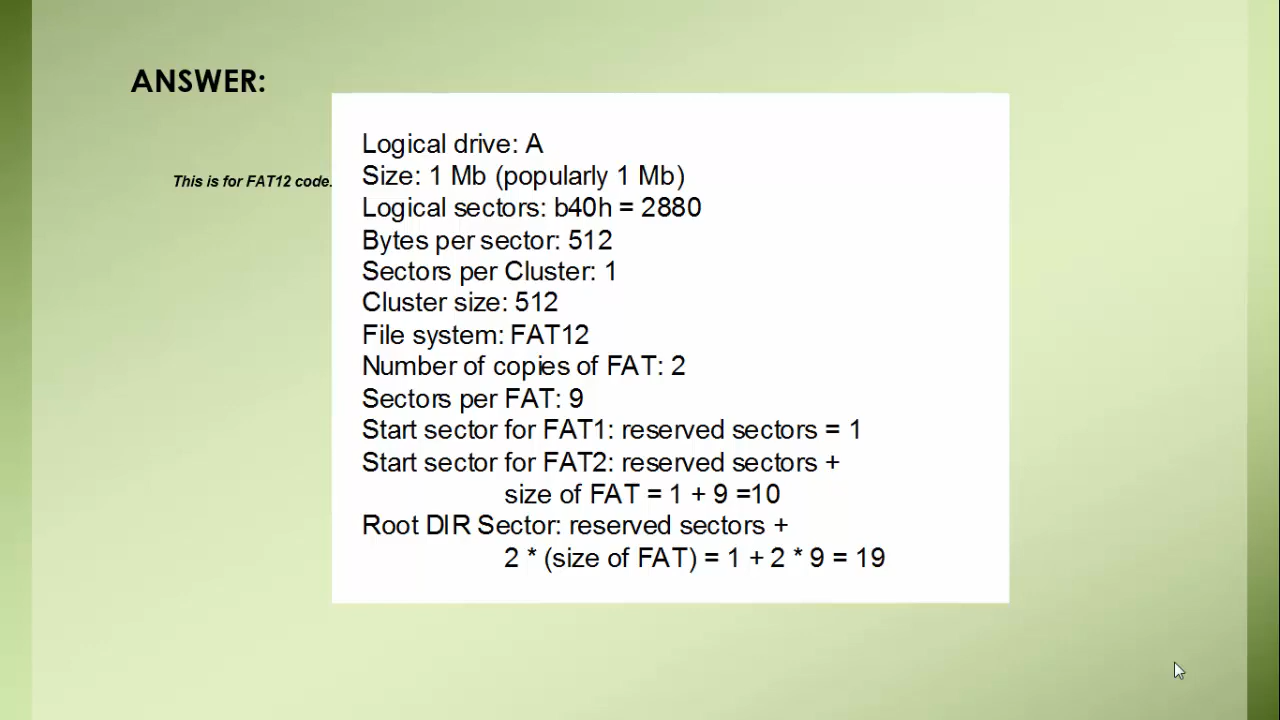 ANSWER:
This is for FAT12 code.
Logical drive: A
Size: 1 Mb (popularly 1 Mb)
Logical sectors: b40h = 2880
Bytes per sector: 512
Sectors per Cluster: 1
Cluster size: 512
File system: FAT12
Number of copies of FAT: 2
Sectors per FAT: 9
Start sector for FAT1: reserved sectors = 1
Start sector for FAT2: reserved sectors +
size of FAT = 1 + 9 =10
Root DIR Sector: reserved sectors +
2 * (size of FAT) = 1 + 2 * 9 = 19